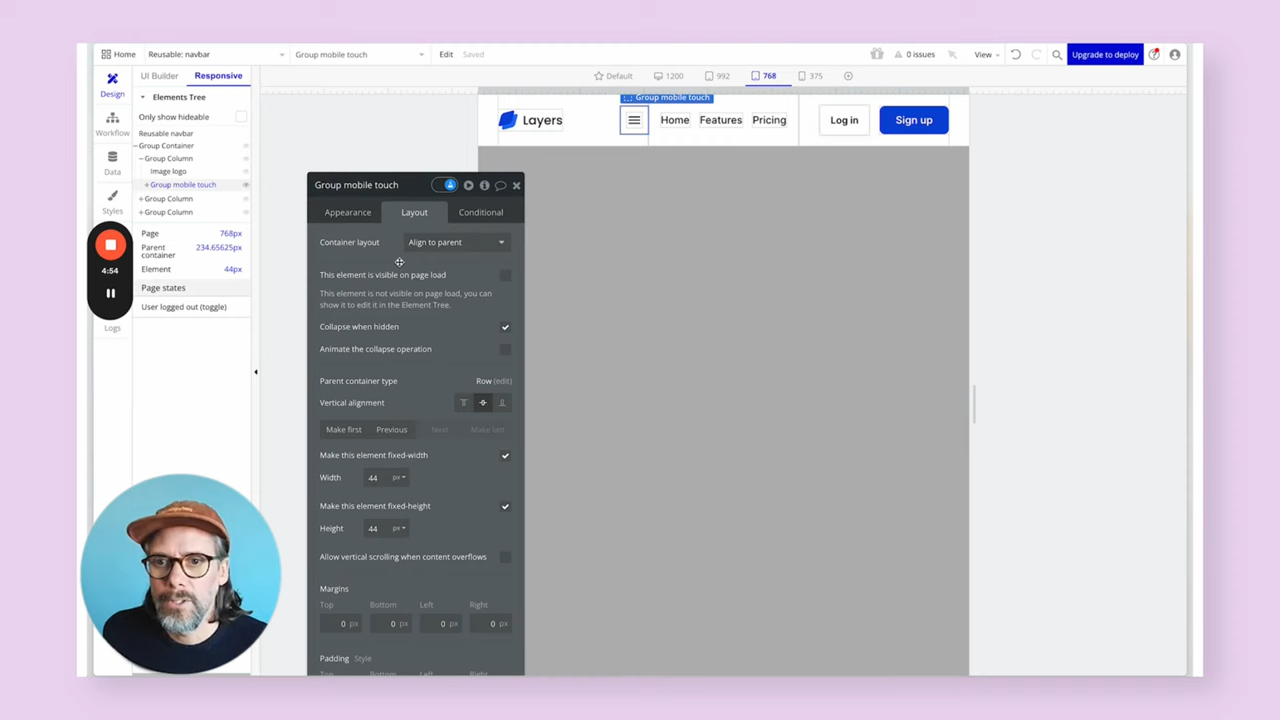 Home
Reusable: navbar
Group mobile touch
Edit
Saved
0 issues
View
Upgrade to deploy
Design
Workflow
Data
Styles
Logs
UI Builder
Responsive
Default
1200
992
768
375
Elements Tree
Only show hideable
Reusable navbar
Group Container
Group Column
Image logo
Group mobile touch
Group Column
Group Column
Page 768px
Parent container 234.65625px
Element 44px
Page states
User logged out (toggle)
4:54
Group mobile touch
Layers
Home
Features
Pricing
Log in
Sign up
Group mobile touch
Appearance
Layout
Conditional
Container layout
Align to parent
This element is visible on page load
This element is not visible on page load, you can
show it to edit it in the Element Tree.
Collapse when hidden
Animate the collapse operation
Parent container type
Row (edit)
Vertical alignment
Make first
Previous
Next
Make last
Make this element fixed-width
Width 44 px
Make this element fixed-height
Height 44 px
Allow vertical scrolling when content overflows
Margins
Top Bottom Left Right
0 px 0 px 0 px 0 px
Padding Style
Top Bottom Left Right